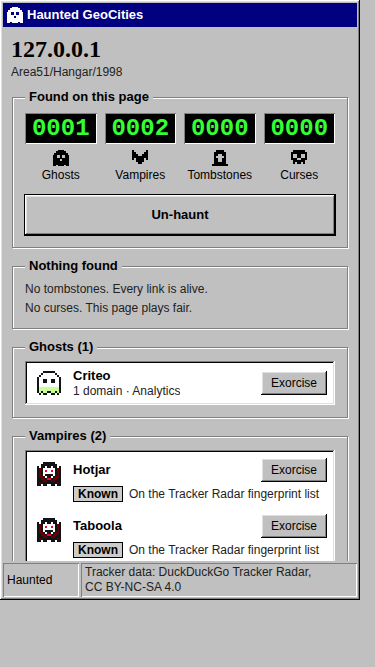 Haunted GeoCities
127.0.0.1
Area51/Hangar/1998
Found on this page
0001 0002 0000 0000
Ghosts Vampires Tombstones Curses
Un-haunt
Nothing found
No tombstones. Every link is alive.
No curses. This page plays fair.
Ghosts (1)
Criteo
1 domain · Analytics
Exorcise
Vampires (2)
Hotjar
Exorcise
Known On the Tracker Radar fingerprint list
Taboola
Exorcise
Known On the Tracker Radar fingerprint list
Haunted
Tracker data: DuckDuckGo Tracker Radar,
CC BY-NC-SA 4.0